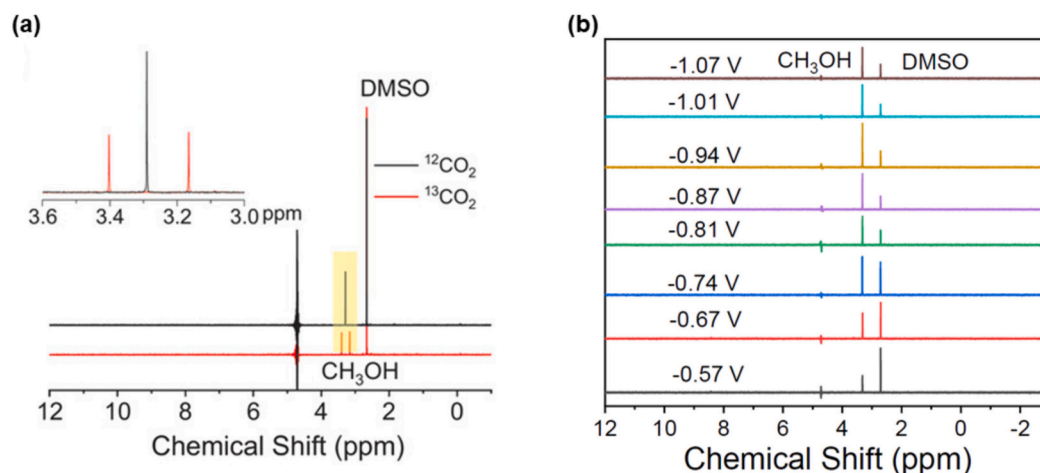 (a)
DMSO
¹²CO₂
¹³CO₂
3.6 3.4 3.2 3.0 ppm
CH₃OH
12 10 8 6 4 2 0
Chemical Shift (ppm)
(b)
CH₃OH DMSO
-1.07 V
-1.01 V
-0.94 V
-0.87 V
-0.81 V
-0.74 V
-0.67 V
-0.57 V
12 10 8 6 4 2 0 -2
Chemical Shift (ppm)